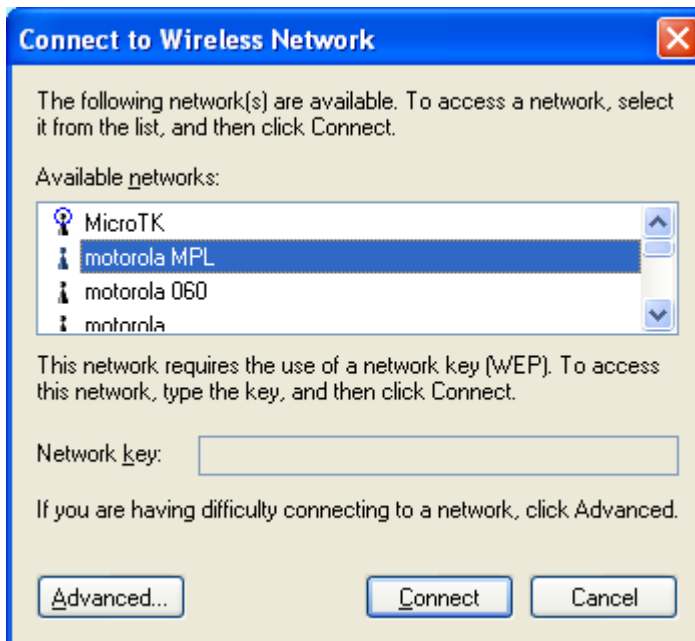 Connect to Wireless Network
The following network(s) are available. To access a network, select
it from the list, and then click Connect.
Available networks:
MicroTK
motorola MPL
motorola 060
motorola
This network requires the use of a network key (WEP). To access
this network, type the key, and then click Connect.
Network key:
If you are having difficulty connecting to a network, click Advanced.
Advanced... Connect Cancel